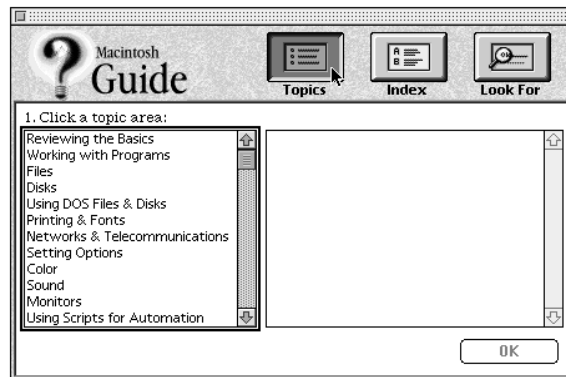 Macintosh
Guide
Topics
Index
Look For
1. Click a topic area:
Reviewing the Basics
Working with Programs
Files
Disks
Using DOS Files & Disks
Printing & Fonts
Networks & Telecommunications
Setting Options
Color
Sound
Monitors
Using Scripts for Automation
OK